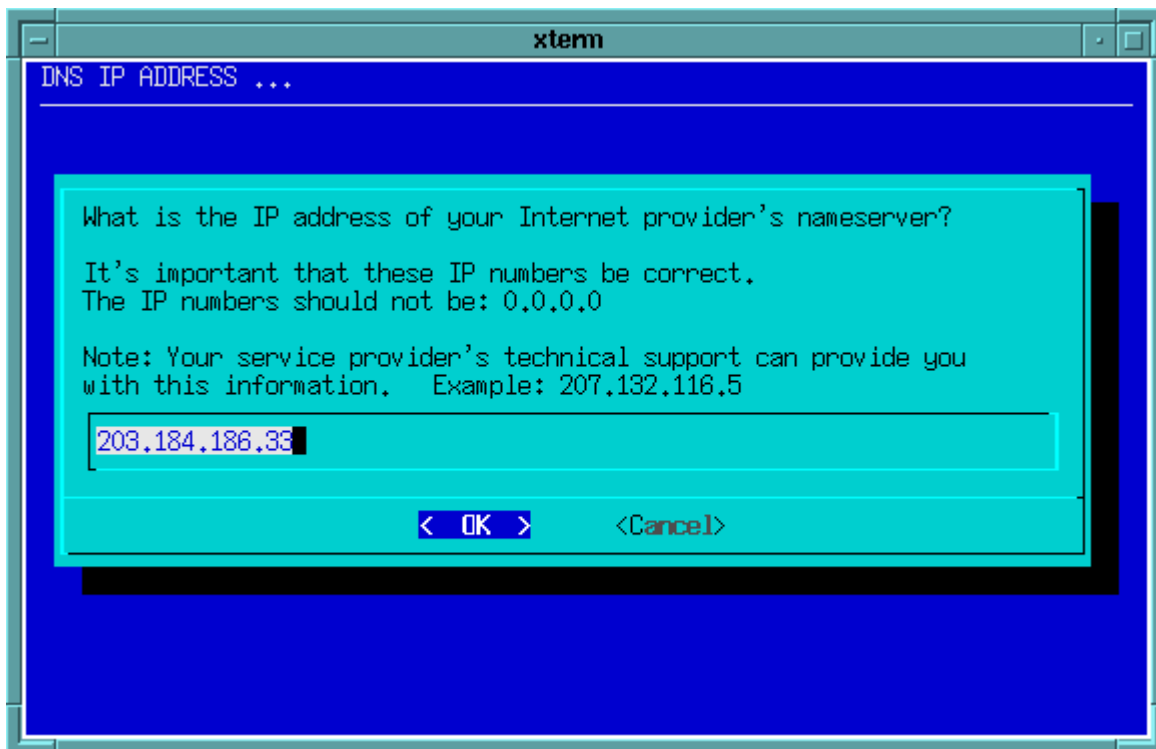 xterm
DNS IP ADDRESS ...
What is the IP address of your Internet provider's nameserver?
It's important that these IP numbers be correct.
The IP numbers should not be: 0.0.0.0
Note: Your service provider's technical support can provide you
with this information.   Example: 207.132.116.5
203.184.186.33
<  OK  >      <Cancel>